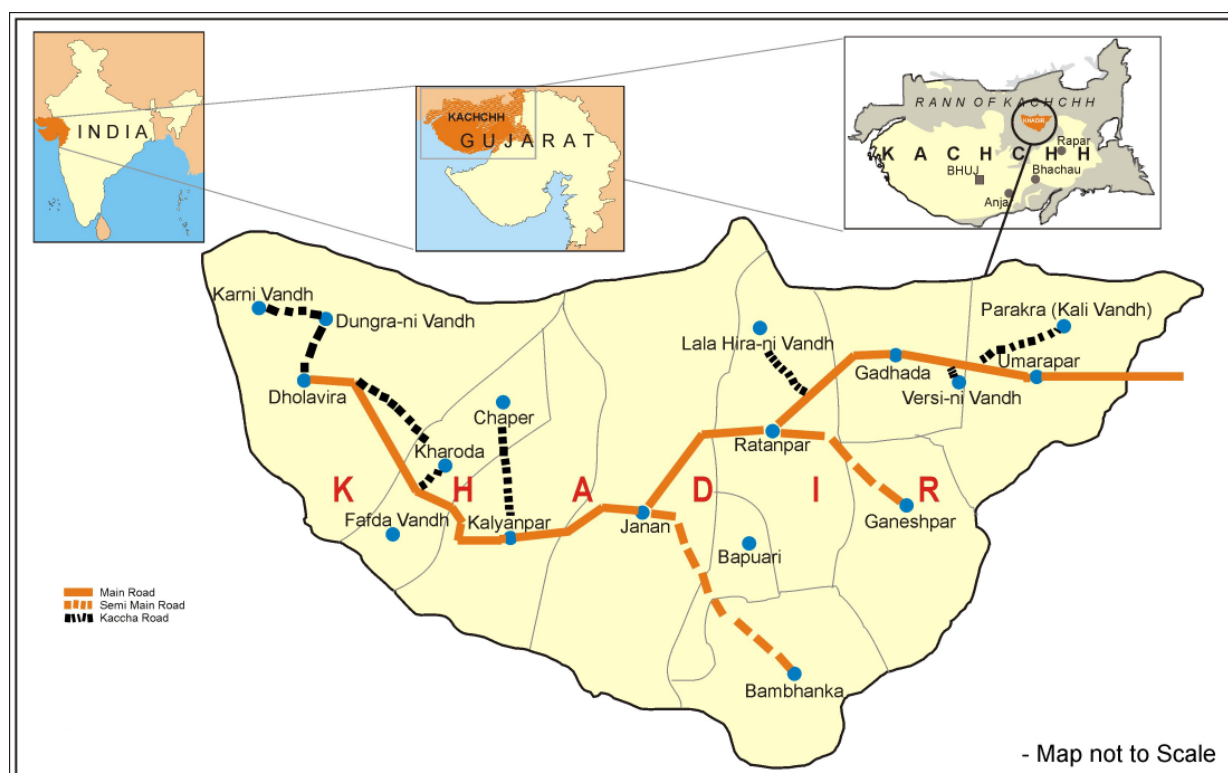 INDIA
KACHCHH
GUJARAT
RANN OF KACHCHH
KHADIR
KACHCHH
Rapar
BHUJ
Bhachau
Anja
Karni Vandh
Dungra-ni Vandh
Parakra (Kali Vandh)
Lala Hira-ni Vandh
Gadhada
Umarapar
Dholavira
Versi-ni Vandh
Chaper
Ratanpar
Kharoda
K H A D I R
Fafda Vandh
Kalyanpar
Janan
Ganeshpar
Bapuari
Main Road
Semi Main Road
Kaccha Road
Bambhanka
- Map not to Scale